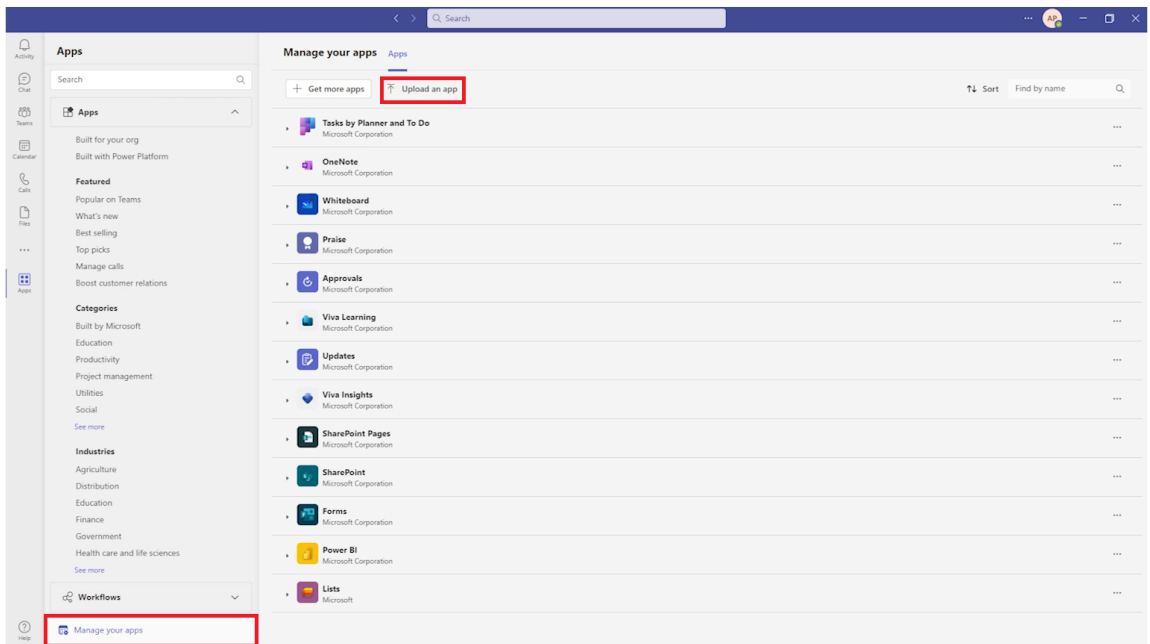 Search
AP
Activity
Chat
Teams
Calendar
Calls
Files
Apps
Help
Apps
Search
Apps
Built for your org
Built with Power Platform
Featured
Popular on Teams
What's new
Best selling
Top picks
Manage calls
Boost customer relations
Categories
Built by Microsoft
Education
Productivity
Project management
Utilities
Social
See more
Industries
Agriculture
Distribution
Education
Finance
Government
Health care and life sciences
See more
Workflows
Manage your apps
Manage your apps Apps
Get more apps Upload an app Sort Find by name
Tasks by Planner and To Do
Microsoft Corporation
OneNote
Microsoft Corporation
Whiteboard
Microsoft Corporation
Praise
Microsoft Corporation
Approvals
Microsoft Corporation
Viva Learning
Microsoft Corporation
Updates
Microsoft Corporation
Viva Insights
Microsoft Corporation
SharePoint Pages
Microsoft Corporation
SharePoint
Microsoft Corporation
Forms
Microsoft Corporation
Power BI
Microsoft Corporation
Lists
Microsoft